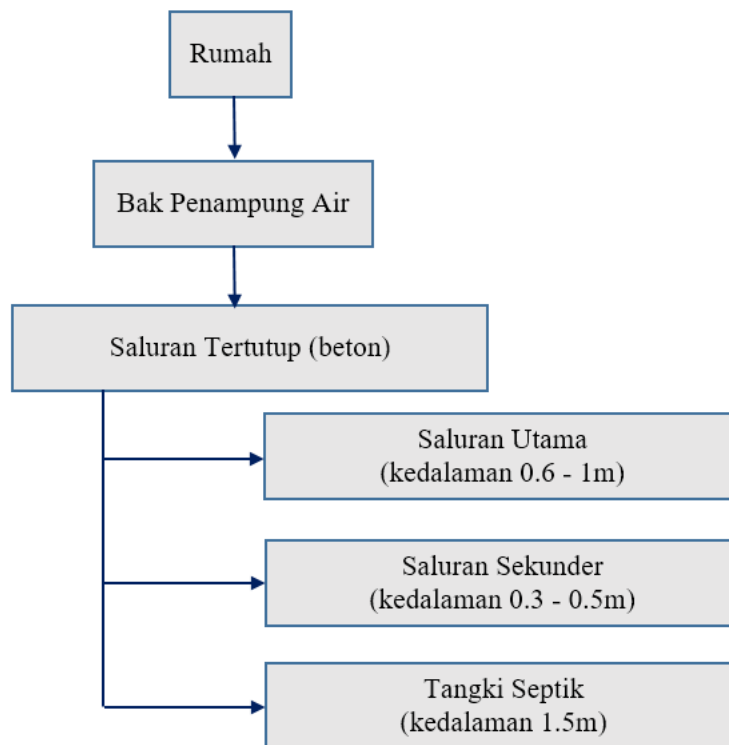 Rumah
Bak Penampung Air
Saluran Tertutup (beton)
Saluran Utama
(kedalaman 0.6 - 1m)
Saluran Sekunder
(kedalaman 0.3 - 0.5m)
Tangki Septik
(kedalaman 1.5m)